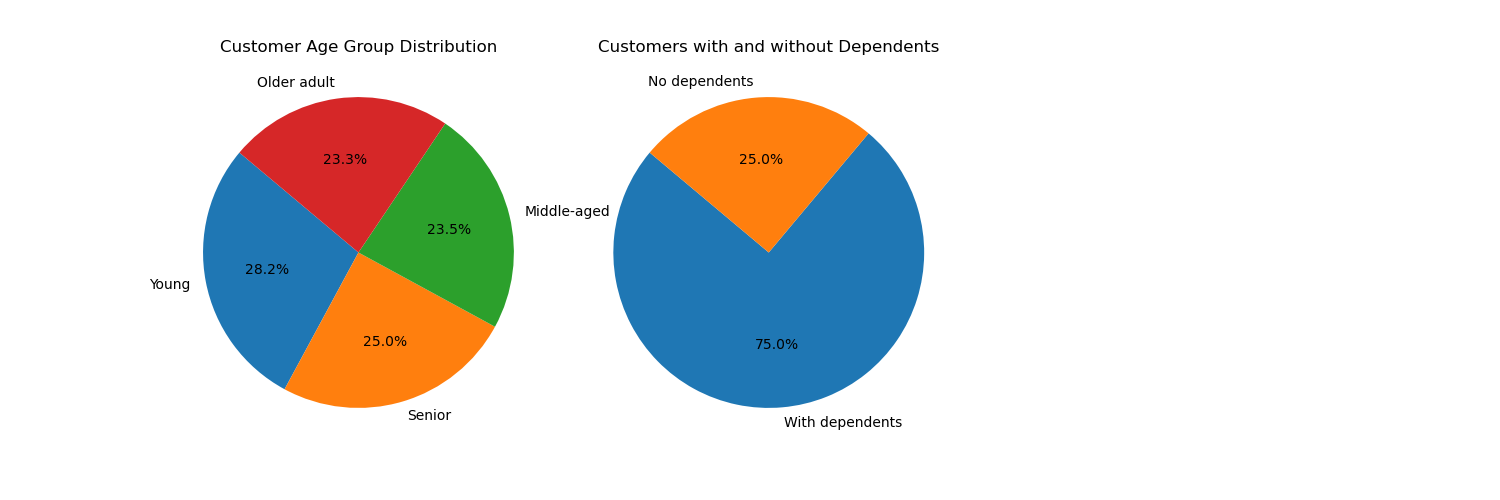 Customer Age Group Distribution
Older adult
23.3%
Middle-aged
23.5%
28.2%
Young
25.0%
Senior
Customers with and without Dependents
No dependents
25.0%
75.0%
With dependents